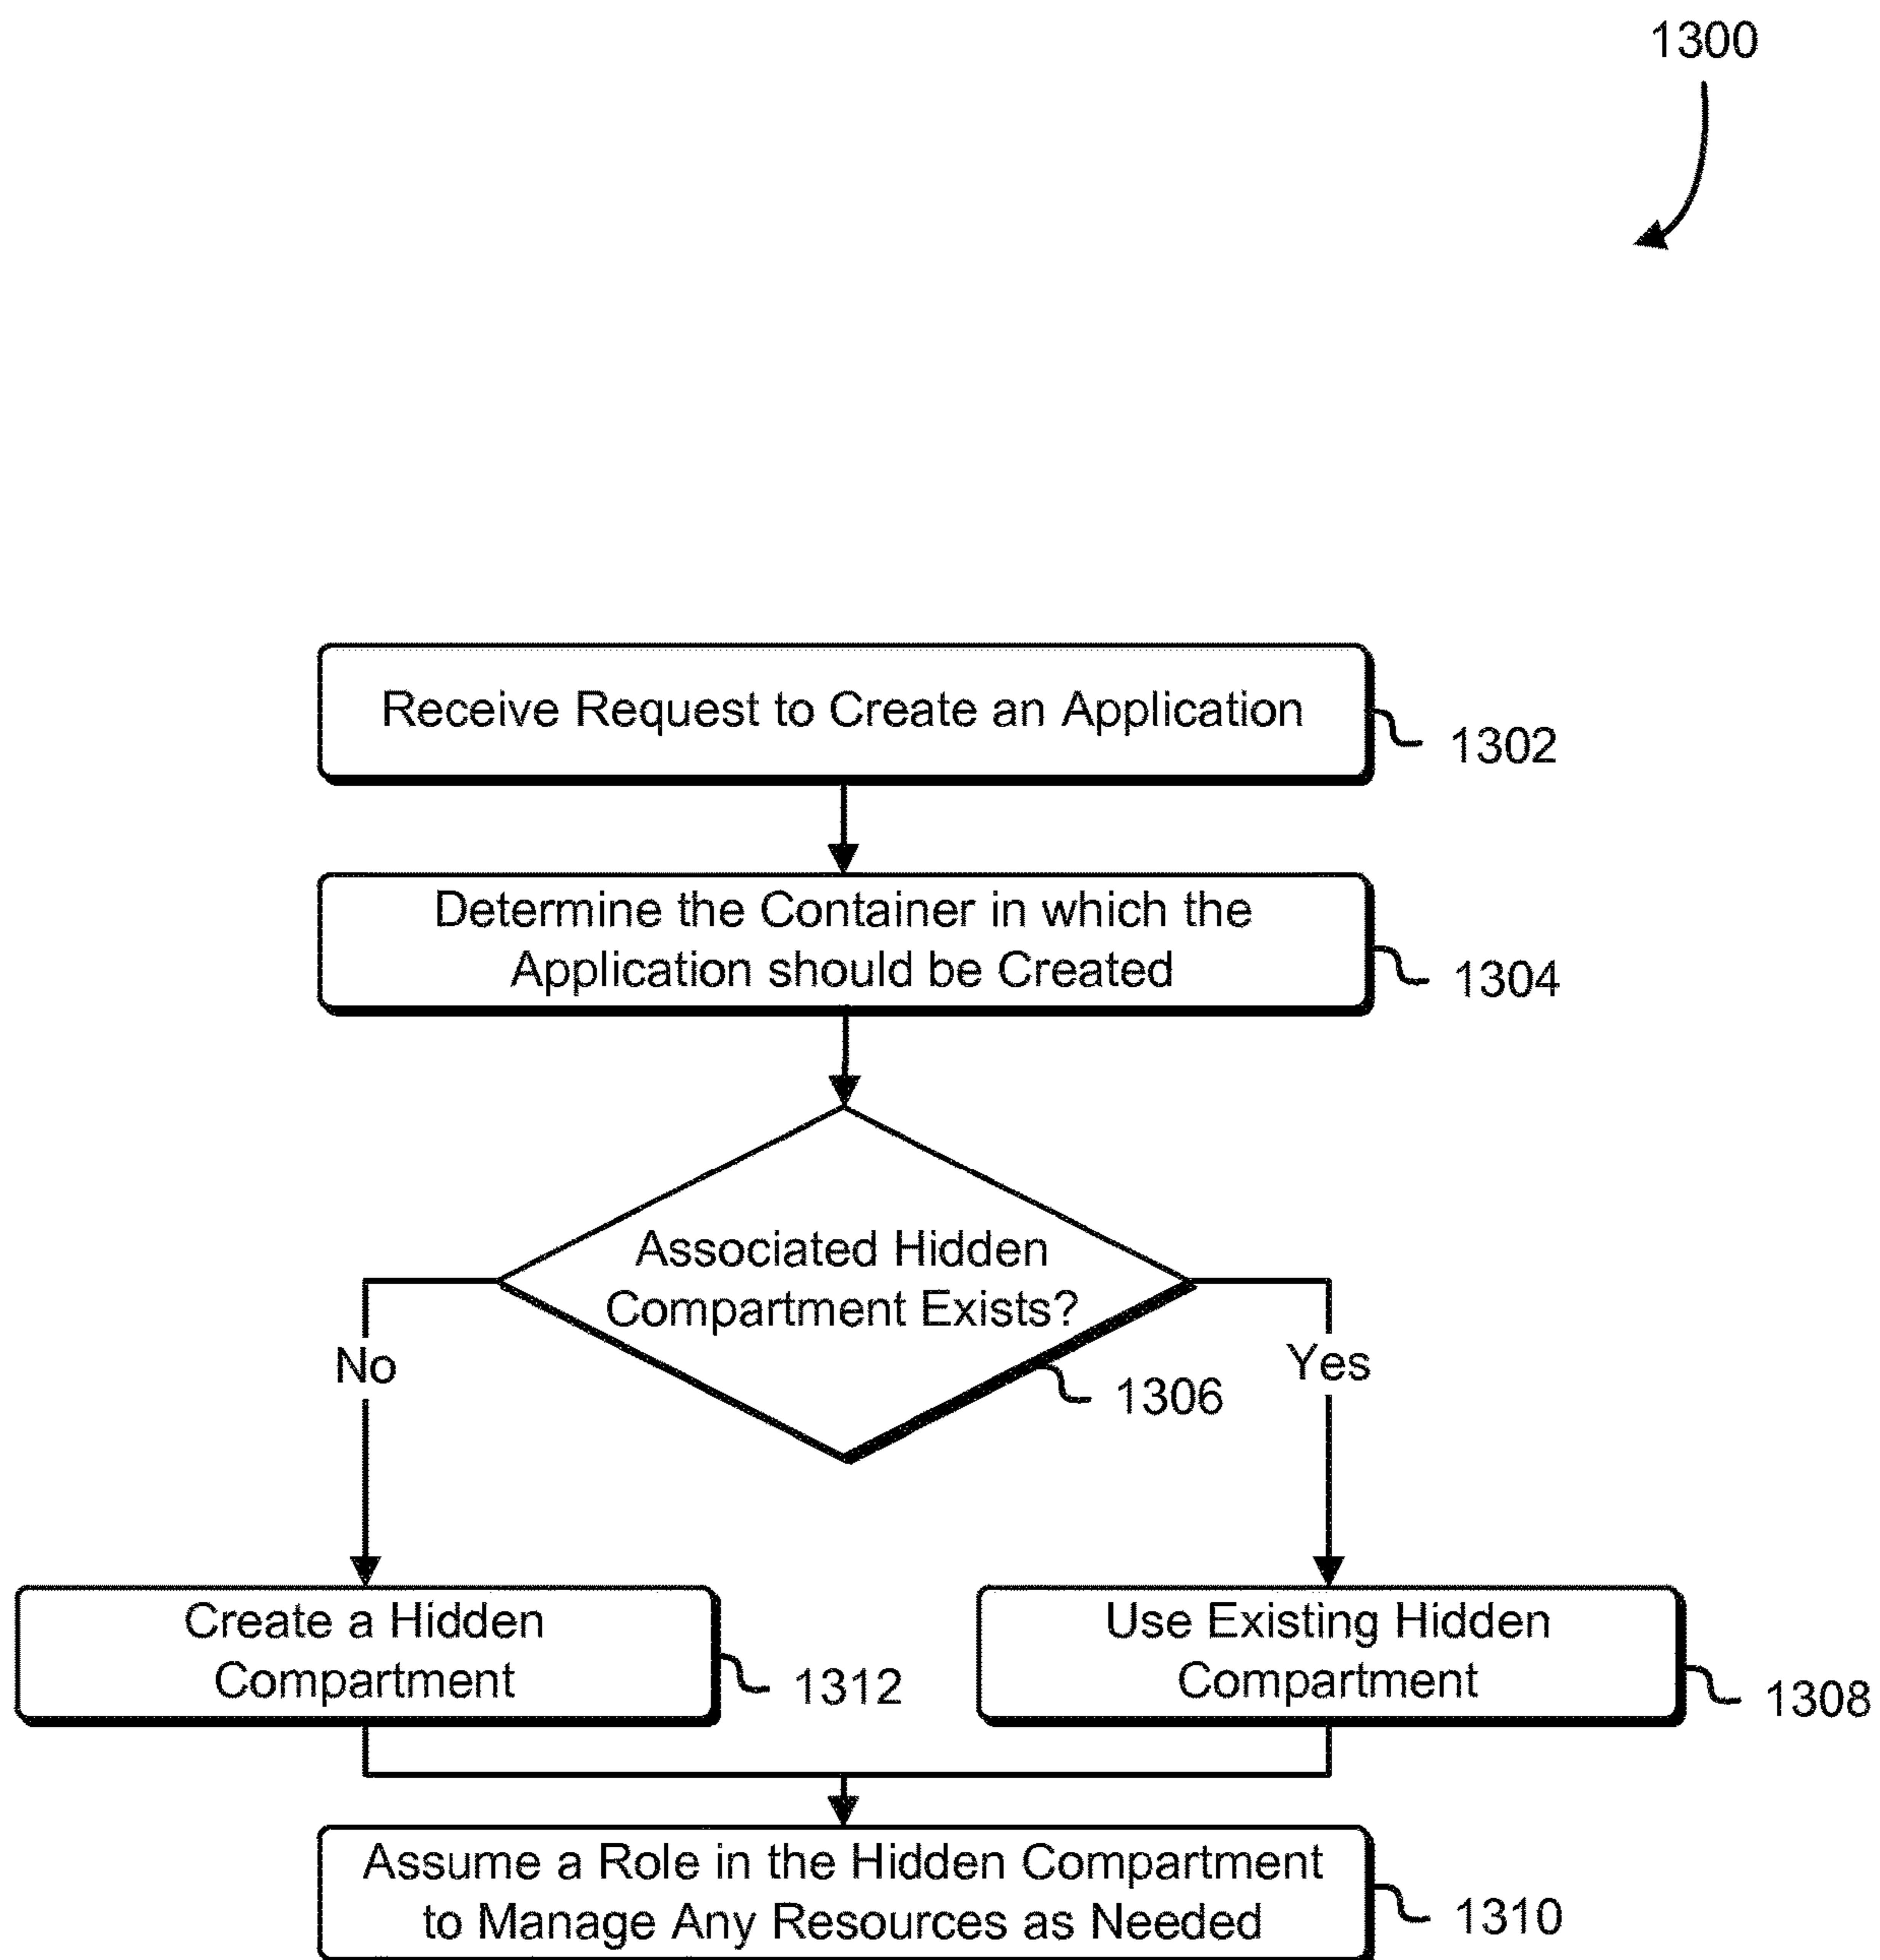 1300
Receive Request to Create an Application
1302
Determine the Container in which the
Application should be Created
1304
Associated Hidden
Compartment Exists?
1306
No
Yes
Create a Hidden
Compartment
1312
Use Existing Hidden
Compartment
1308
Assume a Role in the Hidden Compartment
to Manage Any Resources as Needed
1310